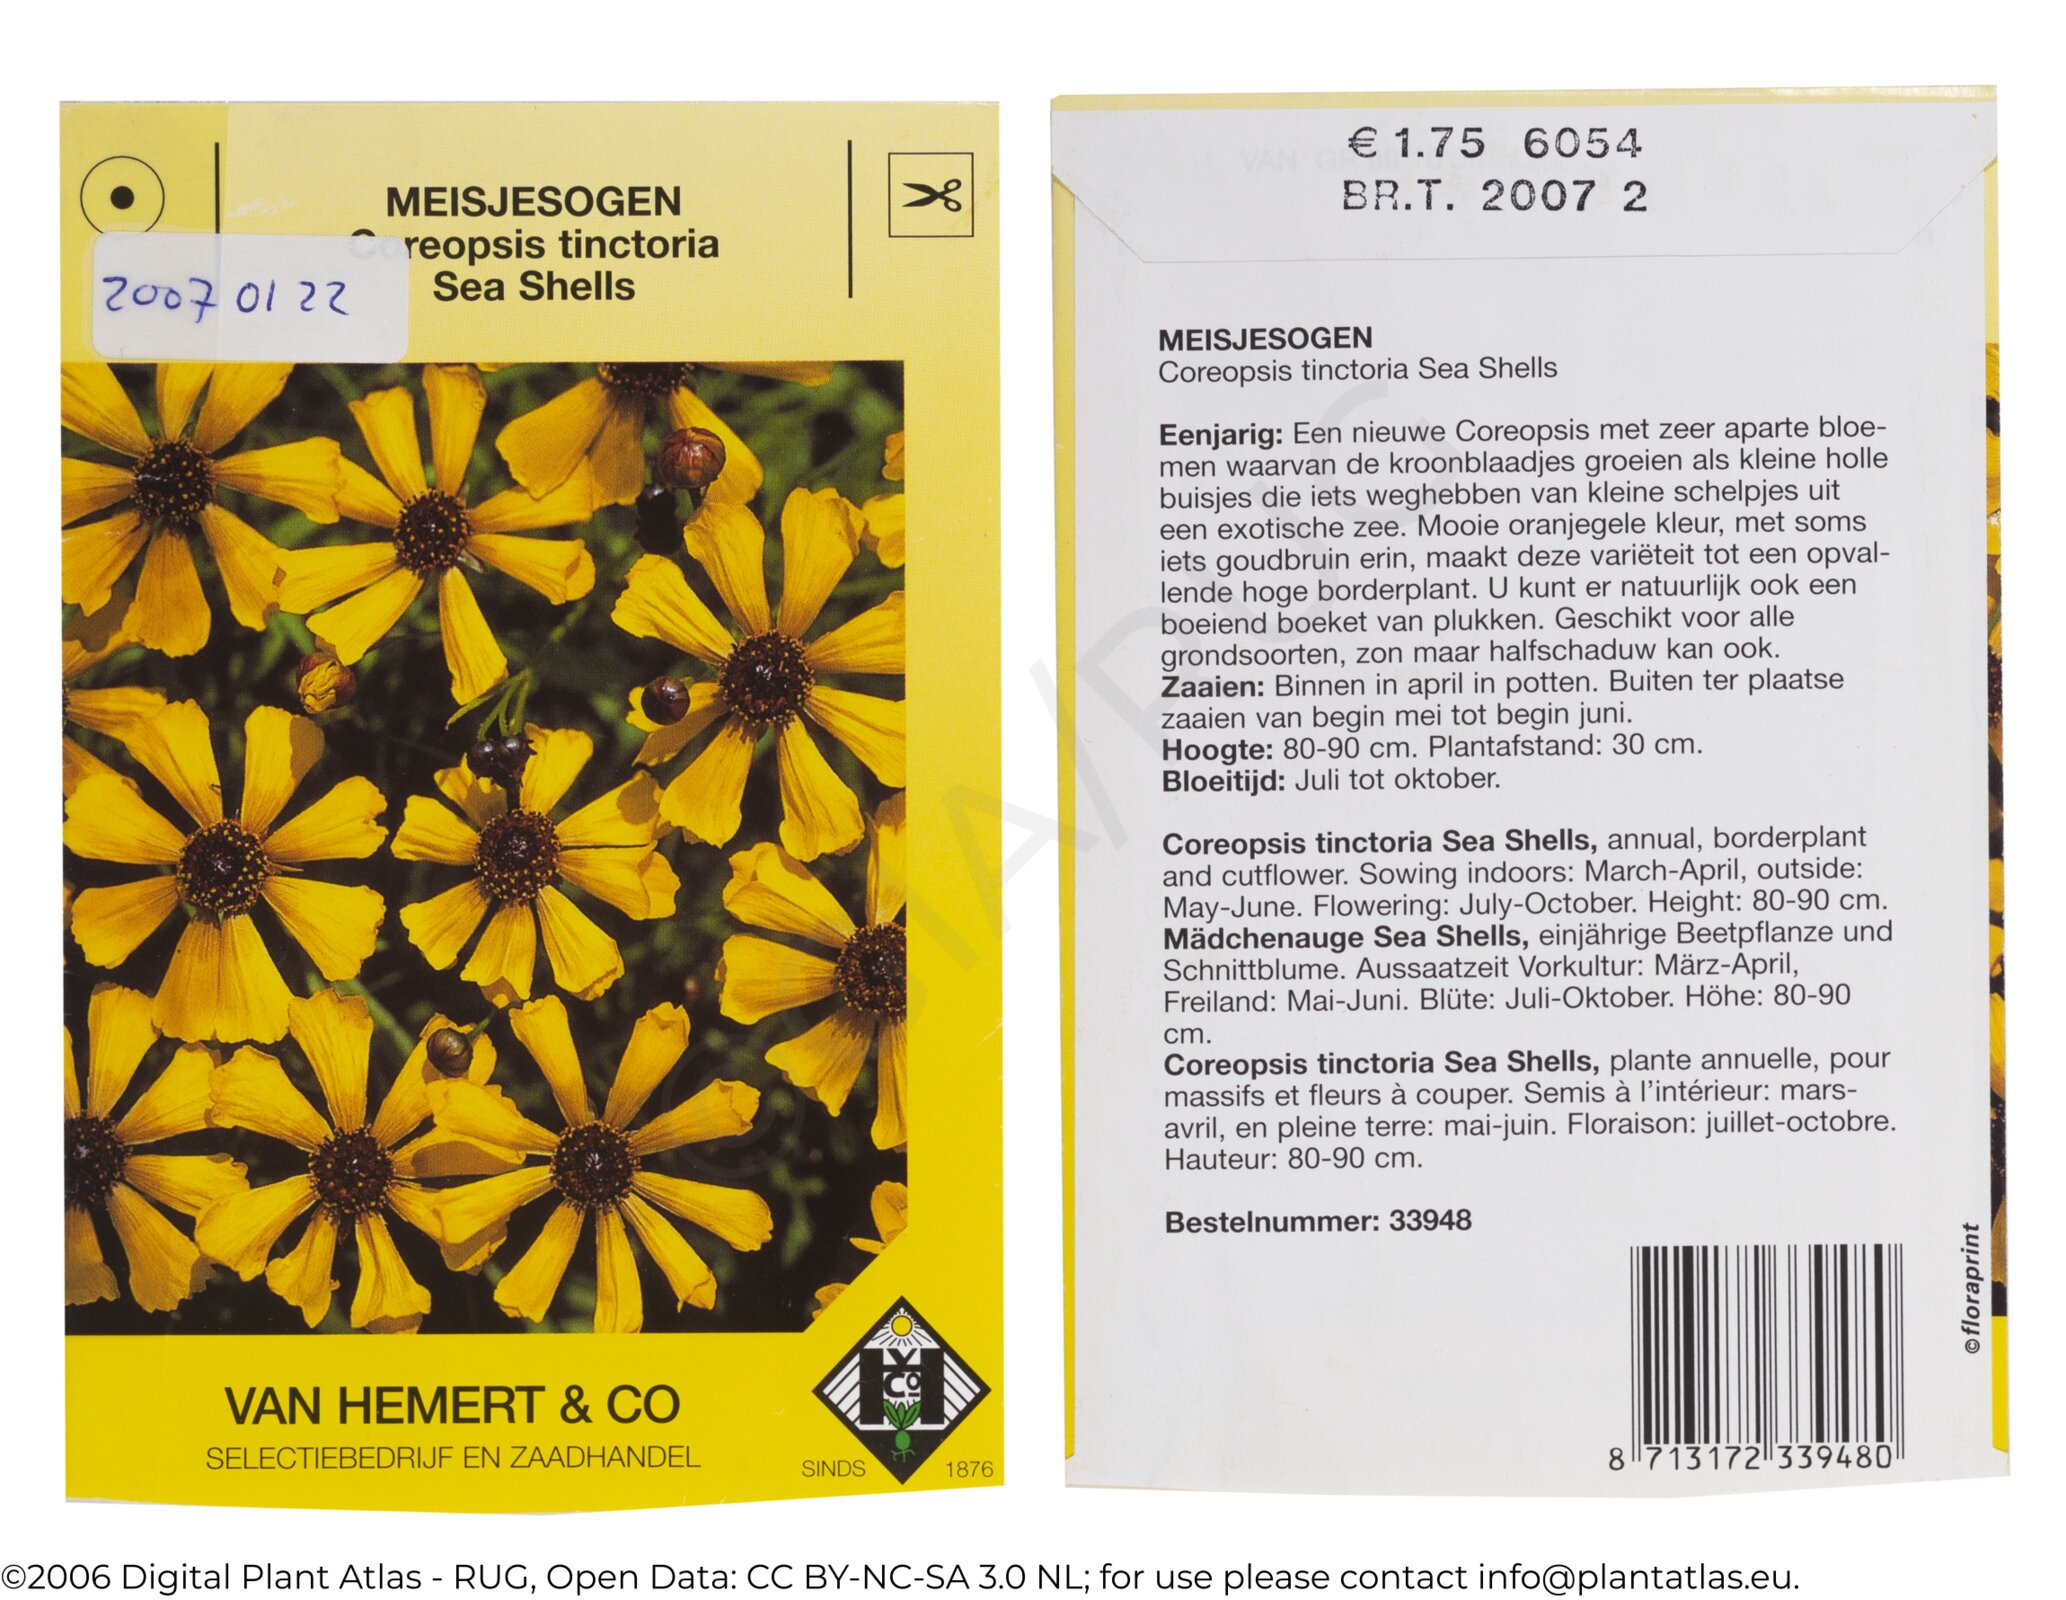 MEISJESOGEN
Coreopsis tinctoria
Sea Shells
2007 01 22
VAN HEMERT & CO
SELECTIEBEDRIJF EN ZAADHANDEL
H V Co
SINDS 1876
€ 1.75 6054
BR.T. 2007 2
MEISJESOGEN
Coreopsis tinctoria Sea Shells
Eenjarig: Een nieuwe Coreopsis met zeer aparte bloe-
men waarvan de kroonblaadjes groeien als kleine holle
buisjes die iets weghebben van kleine schelpjes uit
een exotische zee. Mooie oranjegele kleur, met soms
iets goudbruin erin, maakt deze variëteit tot een opval-
lende hoge borderplant. U kunt er natuurlijk ook een
boeiend boeket van plukken. Geschikt voor alle
grondsoorten, zon maar halfschaduw kan ook.
Zaaien: Binnen in april in potten. Buiten ter plaatse
zaaien van begin mei tot begin juni.
Hoogte: 80-90 cm. Plantafstand: 30 cm.
Bloeitijd: Juli tot oktober.
Coreopsis tinctoria Sea Shells, annual, borderplant
and cutflower. Sowing indoors: March-April, outside:
May-June. Flowering: July-October. Height: 80-90 cm.
Mädchenauge Sea Shells, einjährige Beetpflanze und
Schnittblume. Aussaatzeit Vorkultur: März-April,
Freiland: Mai-Juni. Blüte: Juli-Oktober. Höhe: 80-90
cm.
Coreopsis tinctoria Sea Shells, plante annuelle, pour
massifs et fleurs à couper. Semis à l'intérieur: mars-
avril, en pleine terre: mai-juin. Floraison: juillet-octobre.
Hauteur: 80-90 cm.
Bestelnummer: 33948
©floraprint
8 713172 339480
©2006 Digital Plant Atlas - RUG, Open Data: CC BY-NC-SA 3.0 NL; for use please contact info@plantatlas.eu.